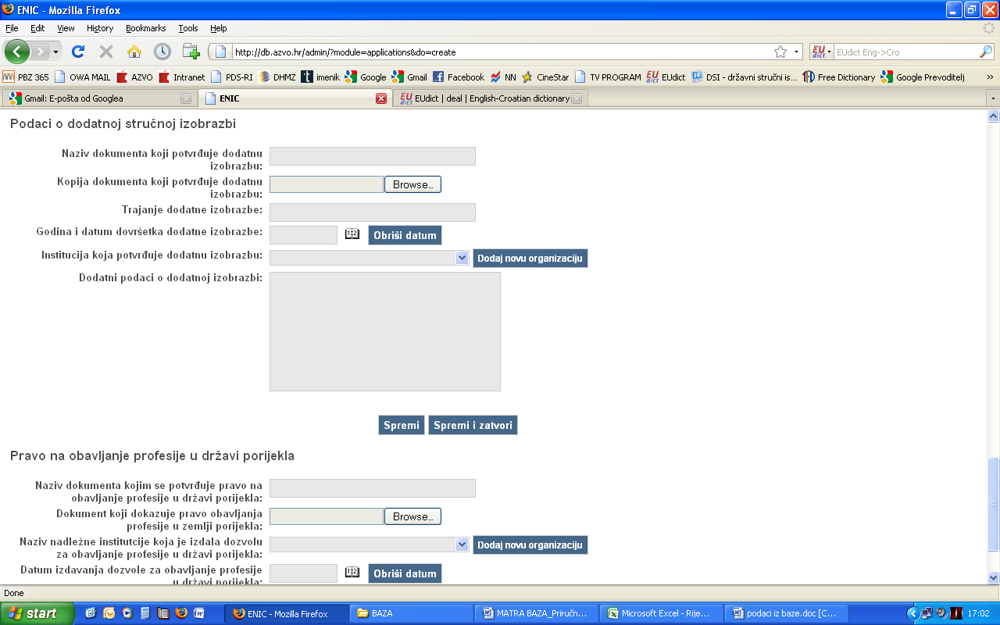 ENIC - Mozilla Firefox
File Edit View History Bookmarks Tools Help
http://db.azvo.hr/admin/?module=applications&do=create
EUdict Eng->Cro
PBZ 365 OWA MAIL AZVO Intranet PDS-RI DHMZ imenik Google Gmail Facebook NN CineStar TV PROGRAM EUdict DSI - državni stručni is... Free Dictionary Google Prevoditelj »
Gmail: E-pošta od Googlea ENIC EUdict | deal | English-Croatian dictionary
Podaci o dodatnoj stručnoj izobrazbi
Naziv dokumenta koji potvrđuje dodatnu
izobrazbu:
Kopija dokumenta koji potvrđuje dodatnu
izobrazbu:
Browse...
Trajanje dodatne izobrazbe:
Godina i datum dovršetka dodatne izobrazbe: Obriši datum
Institucija koja potvrđuje dodatnu izobrazbu: Dodaj novu organizaciju
Dodatni podaci o dodatnoj izobrazbi:
Spremi Spremi i zatvori
Pravo na obavljanje profesije u državi porijekla
Naziv dokumenta kojim se potvrđuje pravo na
obavljanje profesije u državi porijekla:
Dokument koji dokazuje pravo obavljanja
profesije u zemlji porijekla:
Browse...
Naziv nadležne institutcije koja je izdala dozvolu
za obavljanje profesije u državi porijekla:
Dodaj novu organizaciju
Datum izdavanja dozvole za obavljanje profesije
u državi porijekla:
Obriši datum
Done
start ENIC - Mozilla Firefox BAZA MATRA BAZA_Priručn... Microsoft Excel - Rije... podaci iz baze.doc [C... 17:02